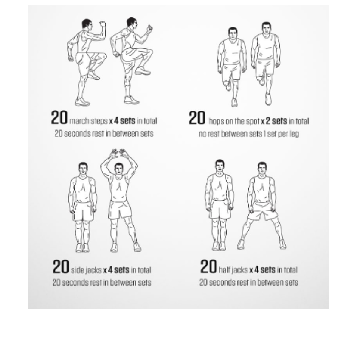 20 march steps x 4 sets in total
20 seconds rest in between sets
20 hops on the spot x 2 sets in total
no rest between sets 1 set per leg
20 side jacks x 4 sets in total
20 seconds rest in between sets
20 half jacks x 4 sets in total
20 seconds rest in between sets